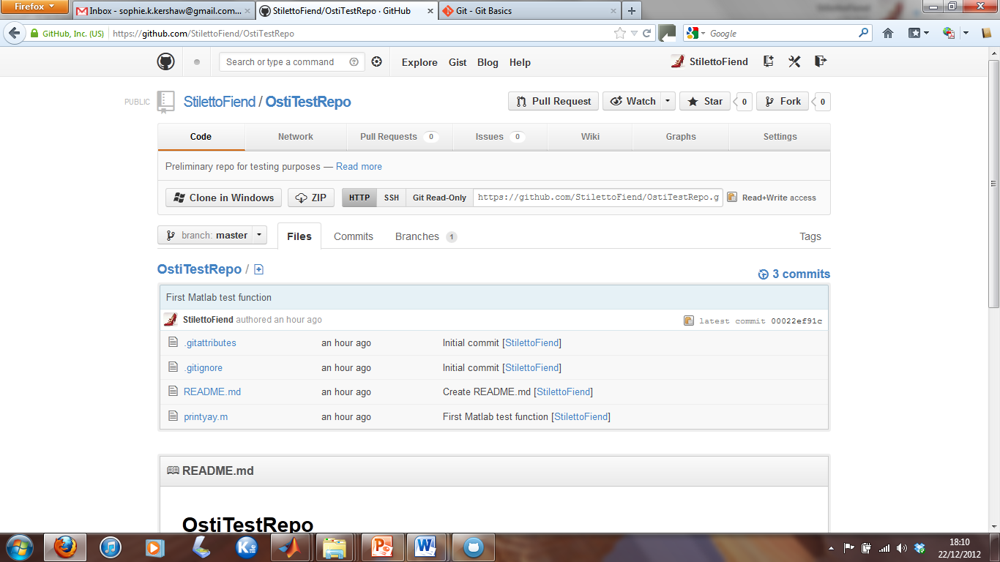 Firefox
Inbox - sophie.k.kershaw@gmail.com... StilettoFiend/OstiTestRepo · GitHub Git - Git Basics
GitHub, Inc. (US) https://github.com/StilettoFiend/OstiTestRepo Google
Search or type a command Explore Gist Blog Help StilettoFiend
PUBLIC StilettoFiend / OstiTestRepo Pull Request Watch Star 0 Fork 0
Code Network Pull Requests 0 Issues 0 Wiki Graphs Settings
Preliminary repo for testing purposes — Read more
Clone in Windows ZIP HTTP SSH Git Read-Only https://github.com/StilettoFiend/OstiTestRepo.g Read+Write access
branch: master Files Commits Branches 1 Tags
OstiTestRepo / 3 commits
First Matlab test function
StilettoFiend authored an hour ago latest commit 00022ef91c
.gitattributes an hour ago Initial commit [StilettoFiend]
.gitignore an hour ago Initial commit [StilettoFiend]
README.md an hour ago Create README.md [StilettoFiend]
printyay.m an hour ago First Matlab test function [StilettoFiend]
README.md
OstiTestRepo
18:10
22/12/2012